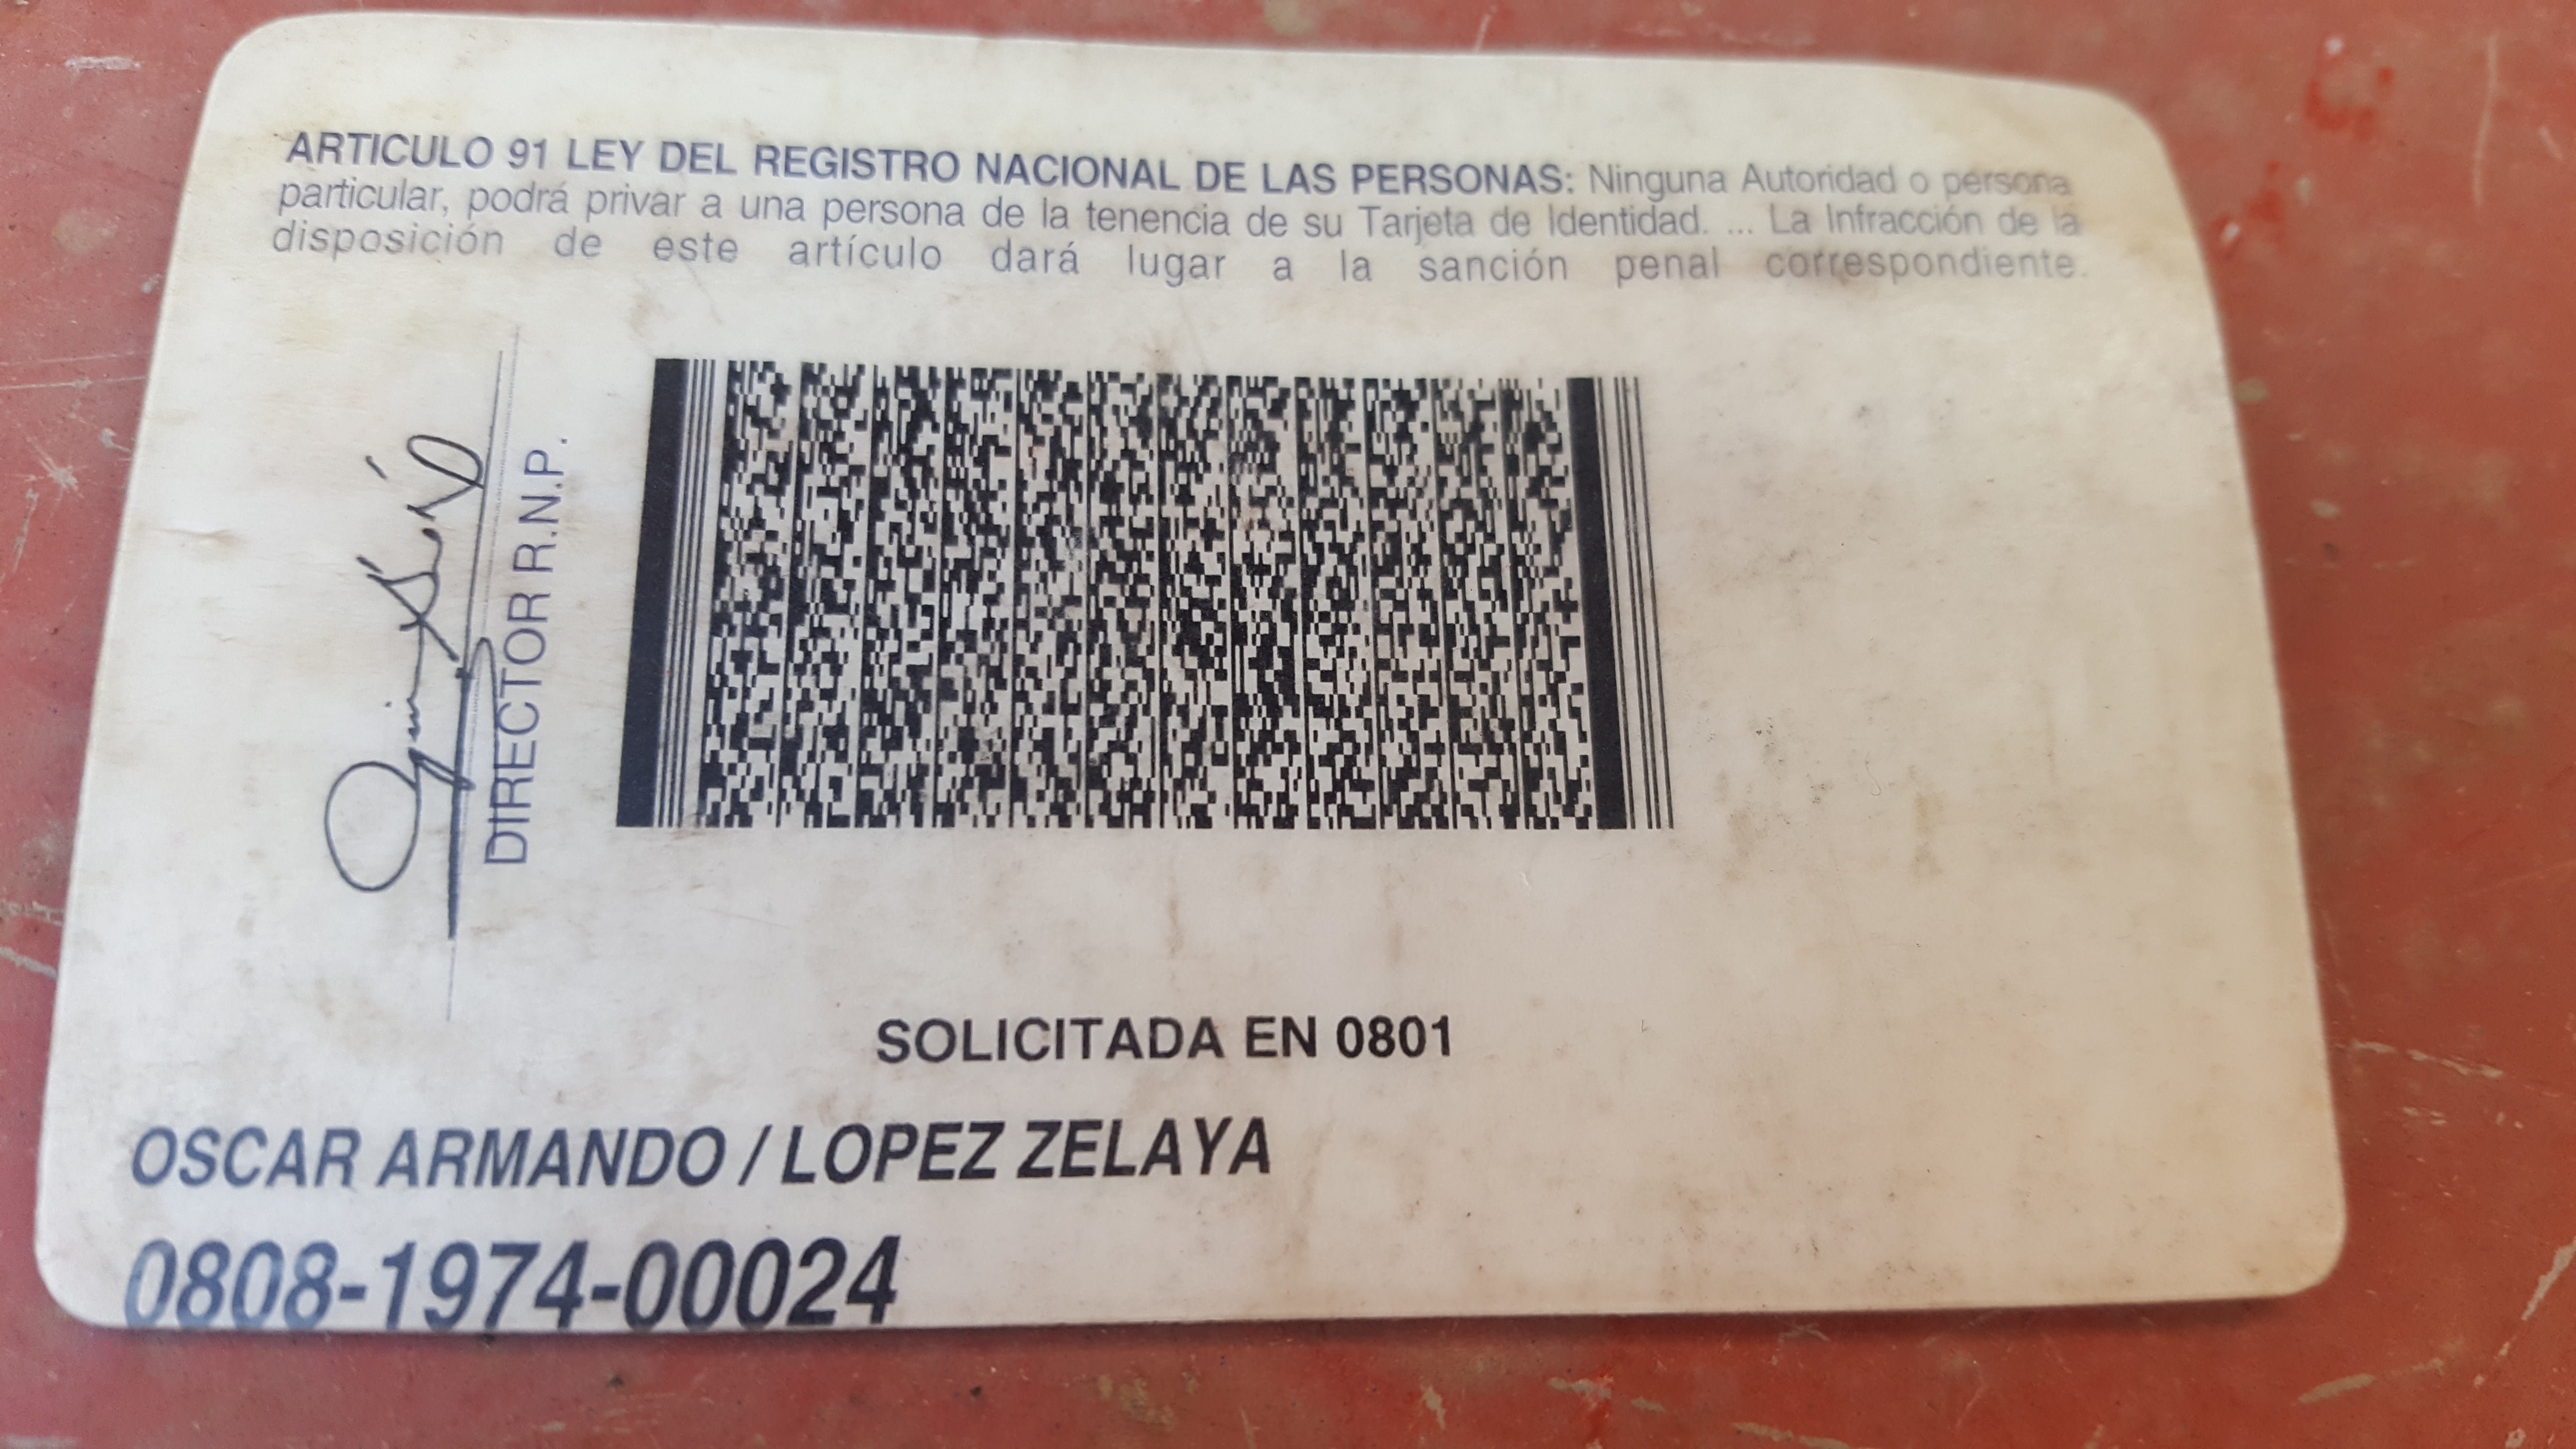 ARTICULO 91 LEY DEL REGISTRO NACIONAL DE LAS PERSONAS: Ninguna Autoridad o persona
particular, podrá privar a una persona de la tenencia de su Tarjeta de Identidad. ... La Infracción de la
disposición de este artículo dará lugar a la sanción penal correspondiente.
DIRECTOR R.N.P.
SOLICITADA EN 0801
OSCAR ARMANDO / LOPEZ ZELAYA
0808-1974-00024